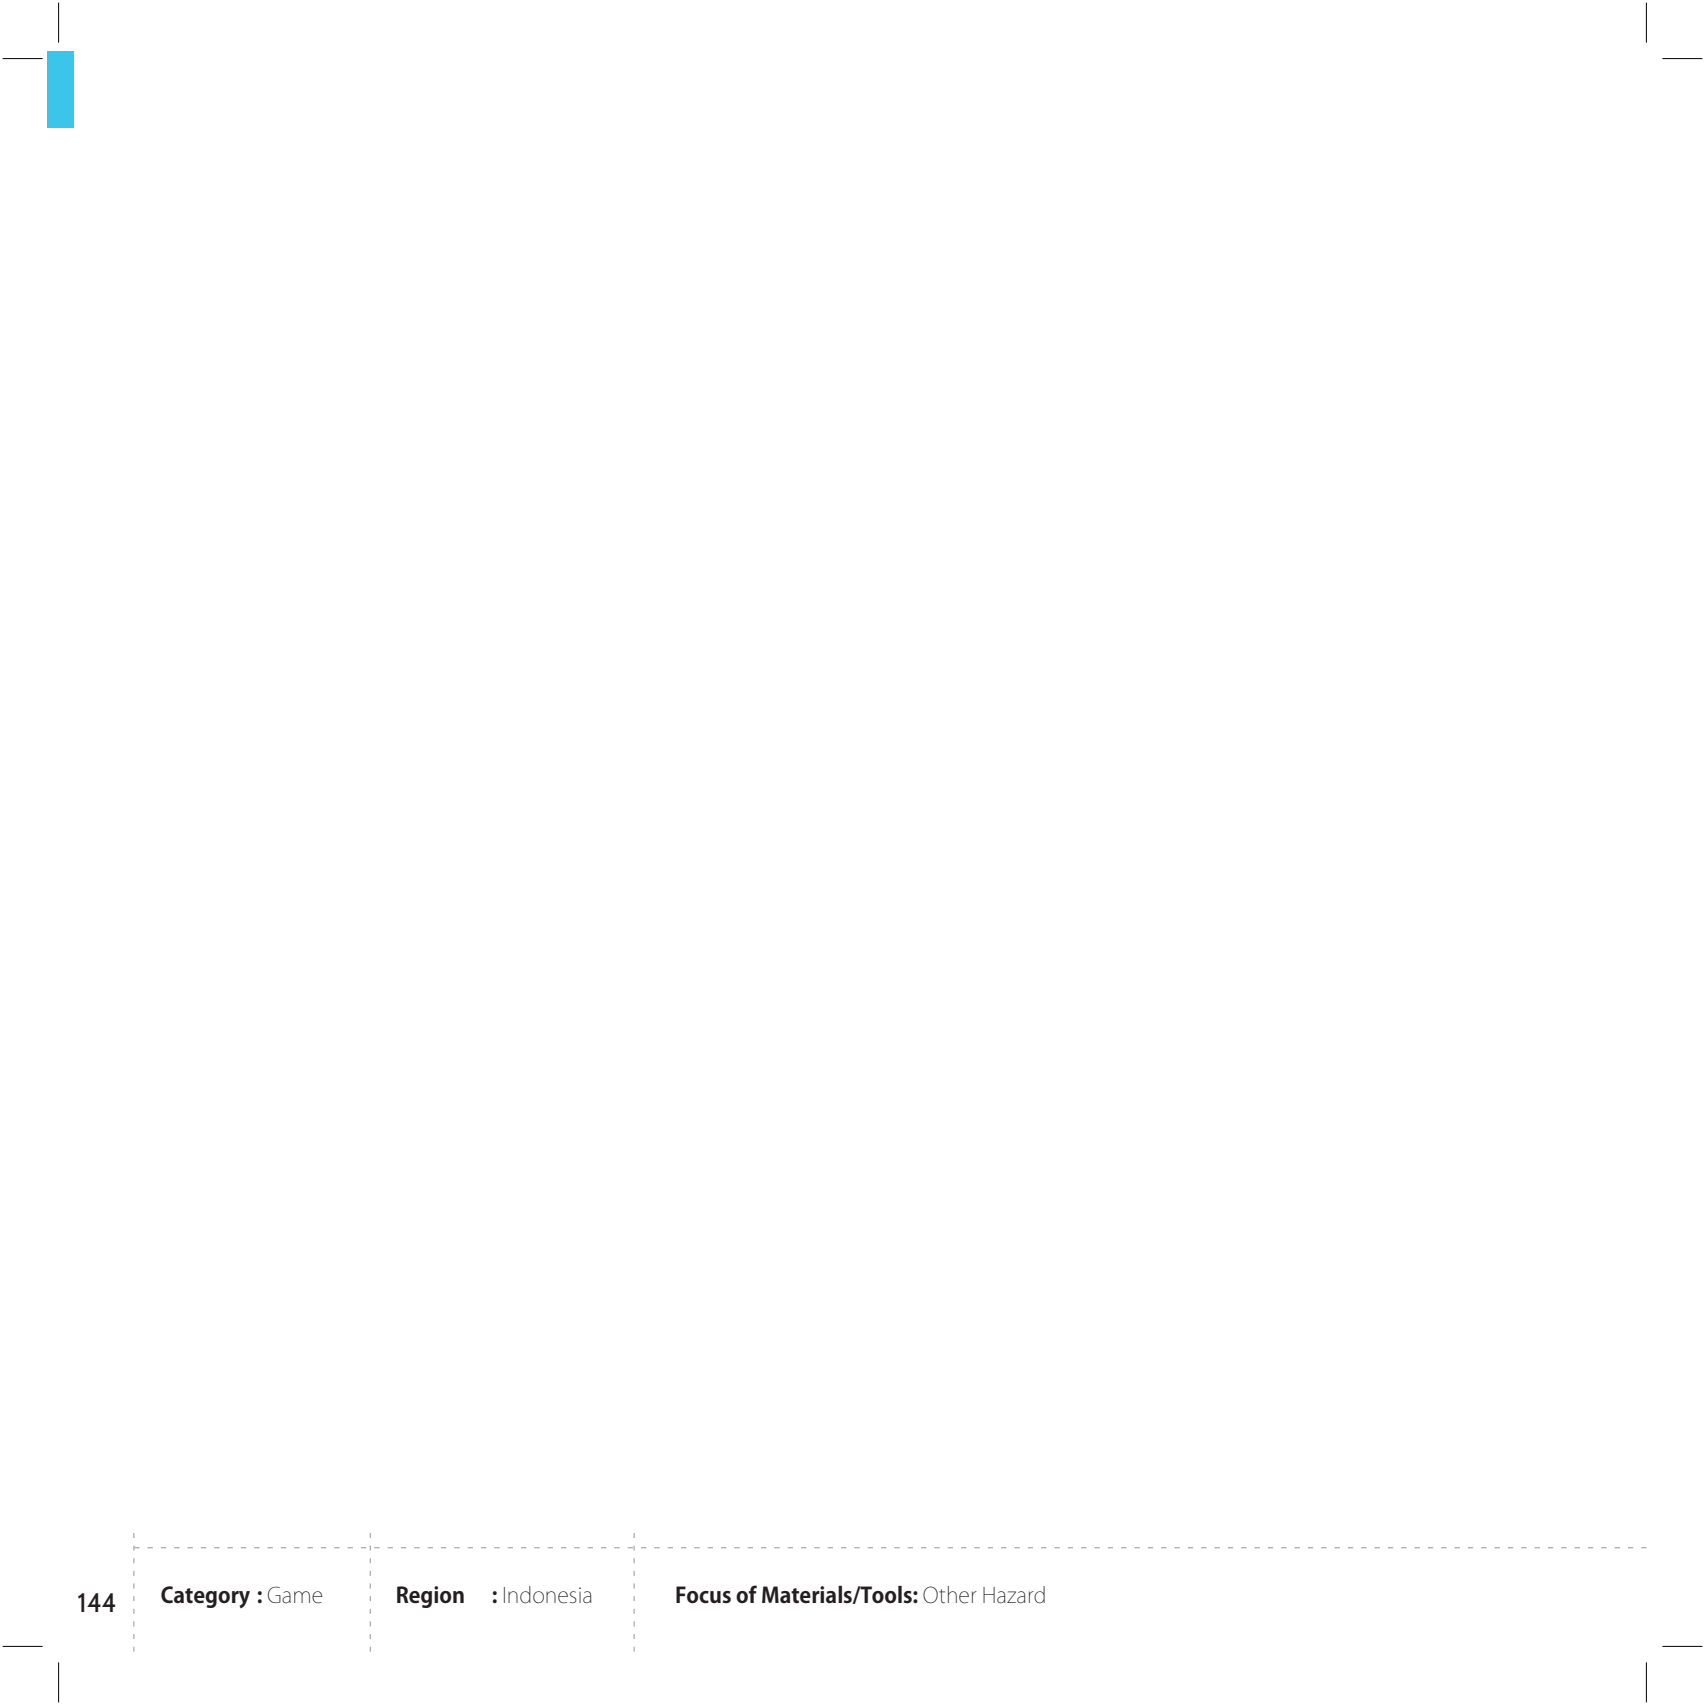 144 Category : Game Region : Indonesia Focus of Materials/Tools: Other Hazard